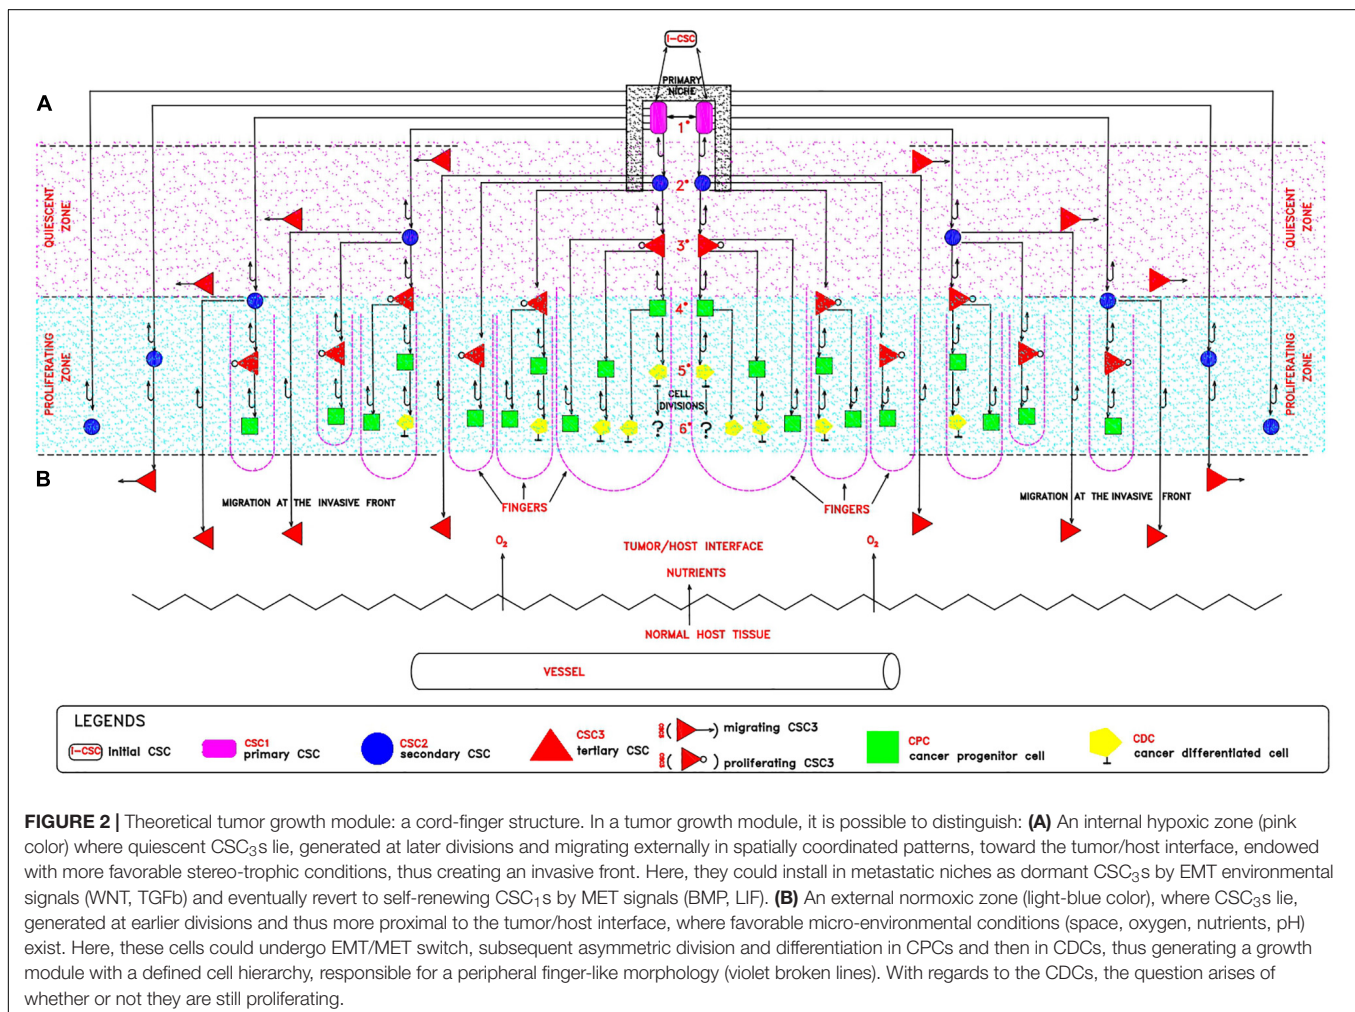 i-CSC
PRIMARY
NICHE
A
1°
2°
3°
4°
5°
CELL
DIVISIONS
6°
? ?
QUIESCENT
ZONE
QUIESCENT
ZONE
PROLIFERATING
ZONE
PROLIFERATING
ZONE
B
MIGRATION AT THE INVASIVE FRONT
MIGRATION AT THE INVASIVE FRONT
FINGERS
FINGERS
O2
O2
TUMOR/HOST INTERFACE
NUTRIENTS
NORMAL HOST TISSUE
VESSEL
LEGENDS
i-CSC initial CSC
CSC1
primary CSC
CSC2
secondary CSC
CSC3
tertiary CSC
migrating CSC3
proliferating CSC3
CPC
cancer progenitor cell
CDC
cancer differentiated cell
FIGURE 2 | Theoretical tumor growth module: a cord-finger structure. In a tumor growth module, it is possible to distinguish: (A) An internal hypoxic zone (pink
color) where quiescent CSC3s lie, generated at later divisions and migrating externally in spatially coordinated patterns, toward the tumor/host interface, endowed
with more favorable stereo-trophic conditions, thus creating an invasive front. Here, they could install in metastatic niches as dormant CSC3s by EMT environmental
signals (WNT, TGFb) and eventually revert to self-renewing CSC1s by MET signals (BMP, LIF). (B) An external normoxic zone (light-blue color), where CSC3s lie,
generated at earlier divisions and thus more proximal to the tumor/host interface, where favorable micro-environmental conditions (space, oxygen, nutrients, pH)
exist. Here, these cells could undergo EMT/MET switch, subsequent asymmetric division and differentiation in CPCs and then in CDCs, thus generating a growth
module with a defined cell hierarchy, responsible for a peripheral finger-like morphology (violet broken lines). With regards to the CDCs, the question arises of
whether or not they are still proliferating.